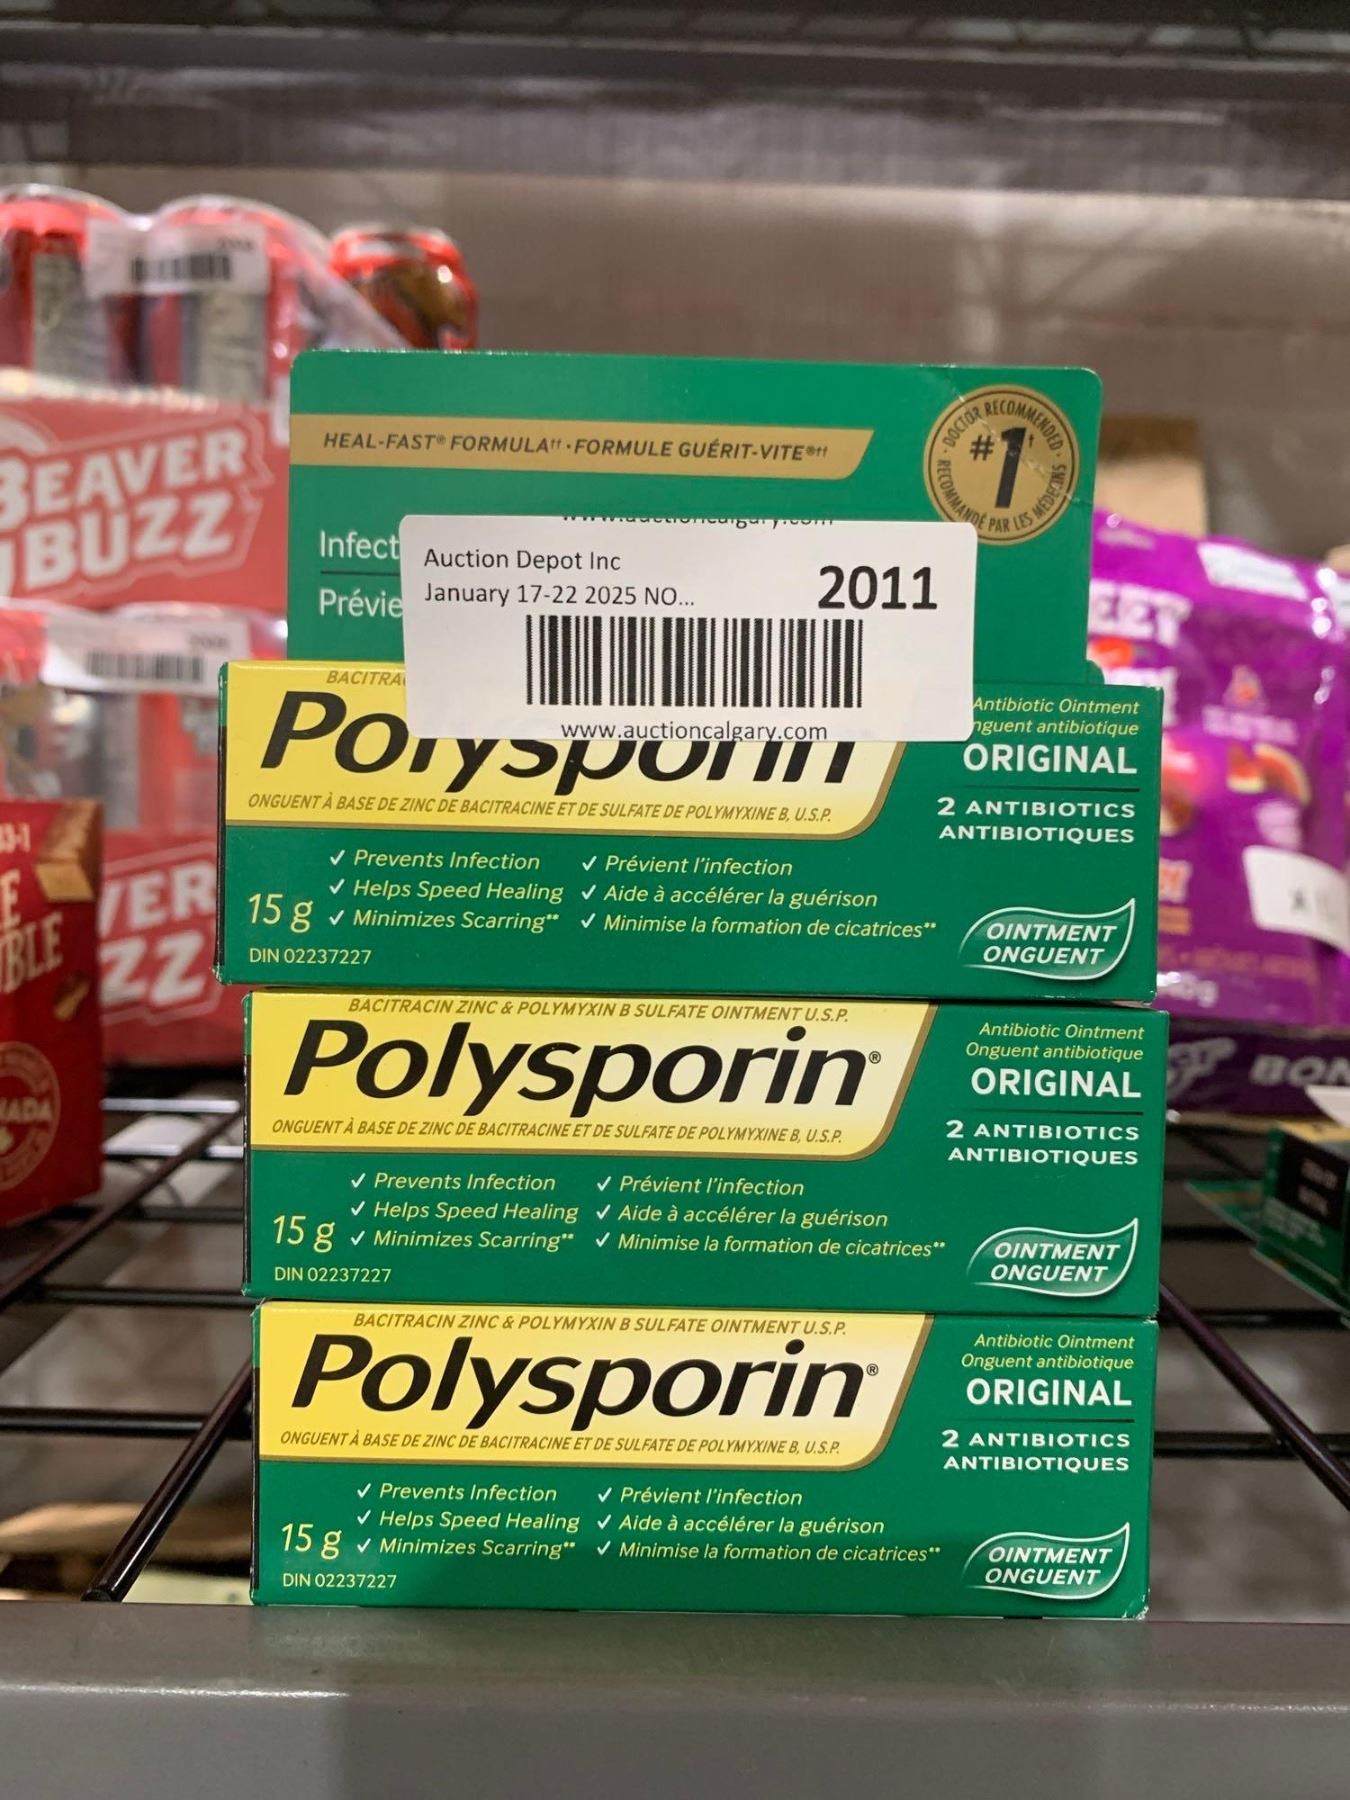 BEAVER
BUZZ
HEAL-FAST® FORMULA†† • FORMULE GUÉRIT-VITE®††
DOCTOR RECOMMENDED
#1†
RECOMMANDÉ PAR LES MÉDECINS
Infect
Prévie
Auction Depot Inc
January 17-22 2025 NO...
2011
www.auctioncalgary.com
BACITRA
Polysporin
ONGUENT À BASE DE ZINC DE BACITRACINE ET DE SULFATE DE POLYMYXINE B, U.S.P.
Antibiotic Ointment
nguent antibiotique
ORIGINAL
2 ANTIBIOTICS
ANTIBIOTIQUES
✓ Prevents Infection ✓ Prévient l'infection
✓ Helps Speed Healing ✓ Aide à accélérer la guérison
15 g ✓ Minimizes Scarring** ✓ Minimise la formation de cicatrices**
DIN 02237227
OINTMENT
ONGUENT
BACITRACIN ZINC & POLYMYXIN B SULFATE OINTMENT U.S.P.
Polysporin®
ONGUENT À BASE DE ZINC DE BACITRACINE ET DE SULFATE DE POLYMYXINE B, U.S.P.
Antibiotic Ointment
Onguent antibiotique
ORIGINAL
2 ANTIBIOTICS
ANTIBIOTIQUES
✓ Prevents Infection ✓ Prévient l'infection
✓ Helps Speed Healing ✓ Aide à accélérer la guérison
15 g ✓ Minimizes Scarring** ✓ Minimise la formation de cicatrices**
DIN 02237227
OINTMENT
ONGUENT
BACITRACIN ZINC & POLYMYXIN B SULFATE OINTMENT U.S.P.
Polysporin®
ONGUENT À BASE DE ZINC DE BACITRACINE ET DE SULFATE DE POLYMYXINE B, U.S.P.
Antibiotic Ointment
Onguent antibiotique
ORIGINAL
2 ANTIBIOTICS
ANTIBIOTIQUES
✓ Prevents Infection ✓ Prévient l'infection
✓ Helps Speed Healing ✓ Aide à accélérer la guérison
15 g ✓ Minimizes Scarring** ✓ Minimise la formation de cicatrices**
DIN 02237227
OINTMENT
ONGUENT
VER
ZZ
BON